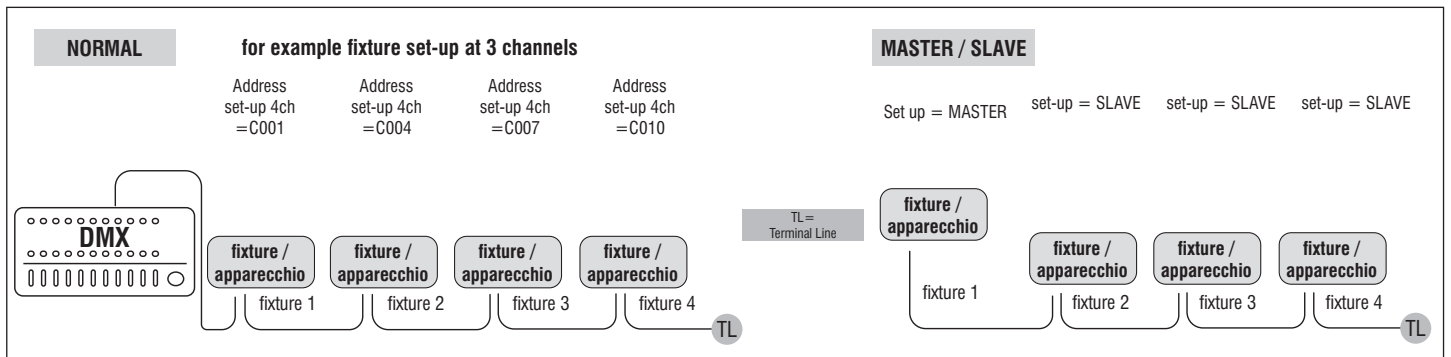 NORMAL
for example fixture set-up at 3 channels
Address
set-up 4ch
=C001
Address
set-up 4ch
=C004
Address
set-up 4ch
=C007
Address
set-up 4ch
=C010
DMX
fixture /
apparecchio
fixture /
apparecchio
fixture /
apparecchio
fixture /
apparecchio
fixture 1
fixture 2
fixture 3
fixture 4
TL
TL=
Terminal Line
MASTER / SLAVE
Set up = MASTER
set-up = SLAVE
set-up = SLAVE
set-up = SLAVE
fixture /
apparecchio
fixture /
apparecchio
fixture /
apparecchio
fixture /
apparecchio
fixture 1
fixture 2
fixture 3
fixture 4
TL